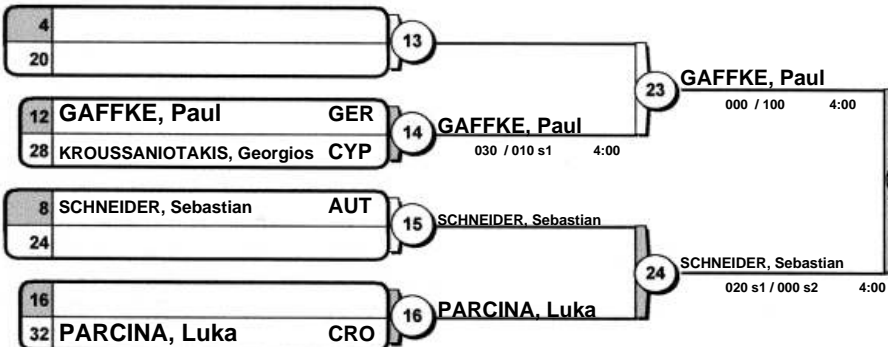 4
20
13
12 GAFFKE, Paul GER
28 KROUSSANIOTAKIS, Georgios CYP
14
GAFFKE, Paul
030 / 010 s1 4:00
23
GAFFKE, Paul
000 / 100 4:00
8 SCHNEIDER, Sebastian AUT
24
15
SCHNEIDER, Sebastian
16
32 PARCINA, Luka CRO
16
PARCINA, Luka
24
SCHNEIDER, Sebastian
020 s1 / 000 s2 4:00